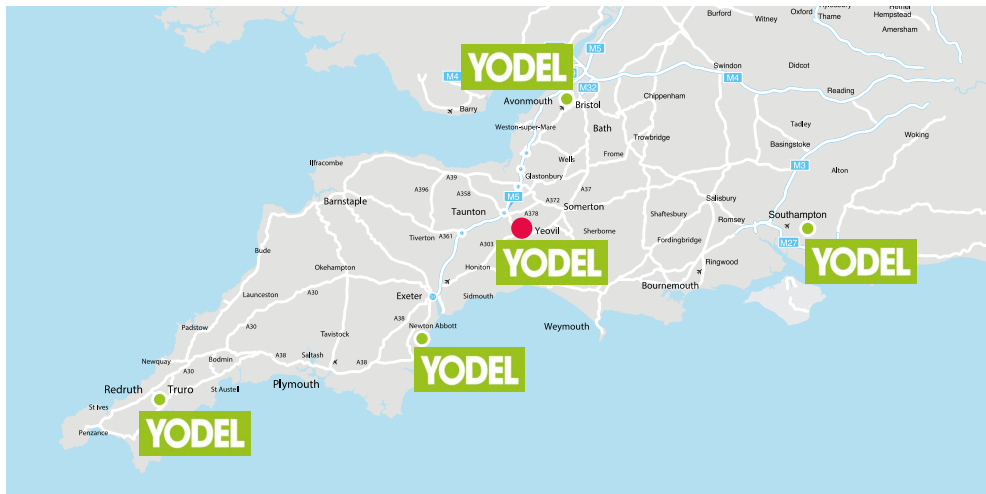 Burford
Witney
Oxford
Thame
Hemel
Hempstead
Amersham
M5
YODEL
M4
Swindon
Didcot
M4
Reading
M32
Chippenham
Avonmouth
Bristol
Barry
Weston-super-Mare
Bath
Trowbridge
Tadley
Basingstoke
Woking
Ilfracombe
Wells
Frome
M3
Alton
A39
Glastonbury
A396
A358
M5
A372
A37
Barnstaple
Taunton
A378
Somerton
Shaftesbury
Salisbury
Romsey
Southampton
Tiverton
A361
Yeovil
Sherborne
Fordingbridge
M27
A303
YODEL
YODEL
Bude
Okehampton
Honiton
Ringwood
Bournemouth
Launceston
A30
Exeter
Sidmouth
Padstow
A30
Tavistock
A38
Newton Abbott
Weymouth
Newquay
Bodmin
A38
Saltash
A38
YODEL
A30
Redruth
Truro
St Austell
Plymouth
St Ives
Penzance
YODEL